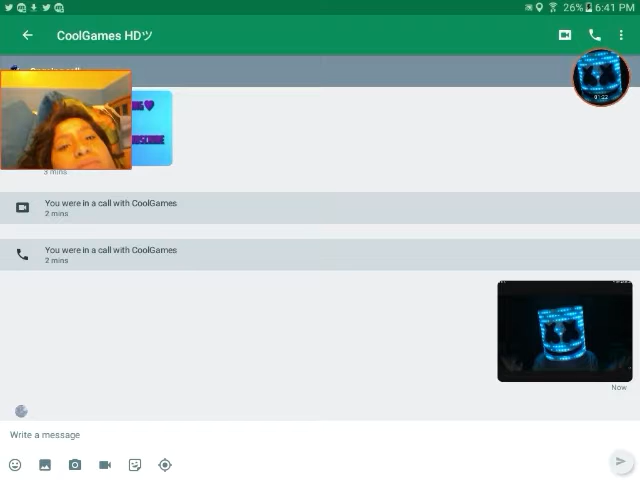 26% 6:41 PM
CoolGames HDツ
01:22
3 mins
You were in a call with CoolGames
2 mins
You were in a call with CoolGames
2 mins
Now
Write a message